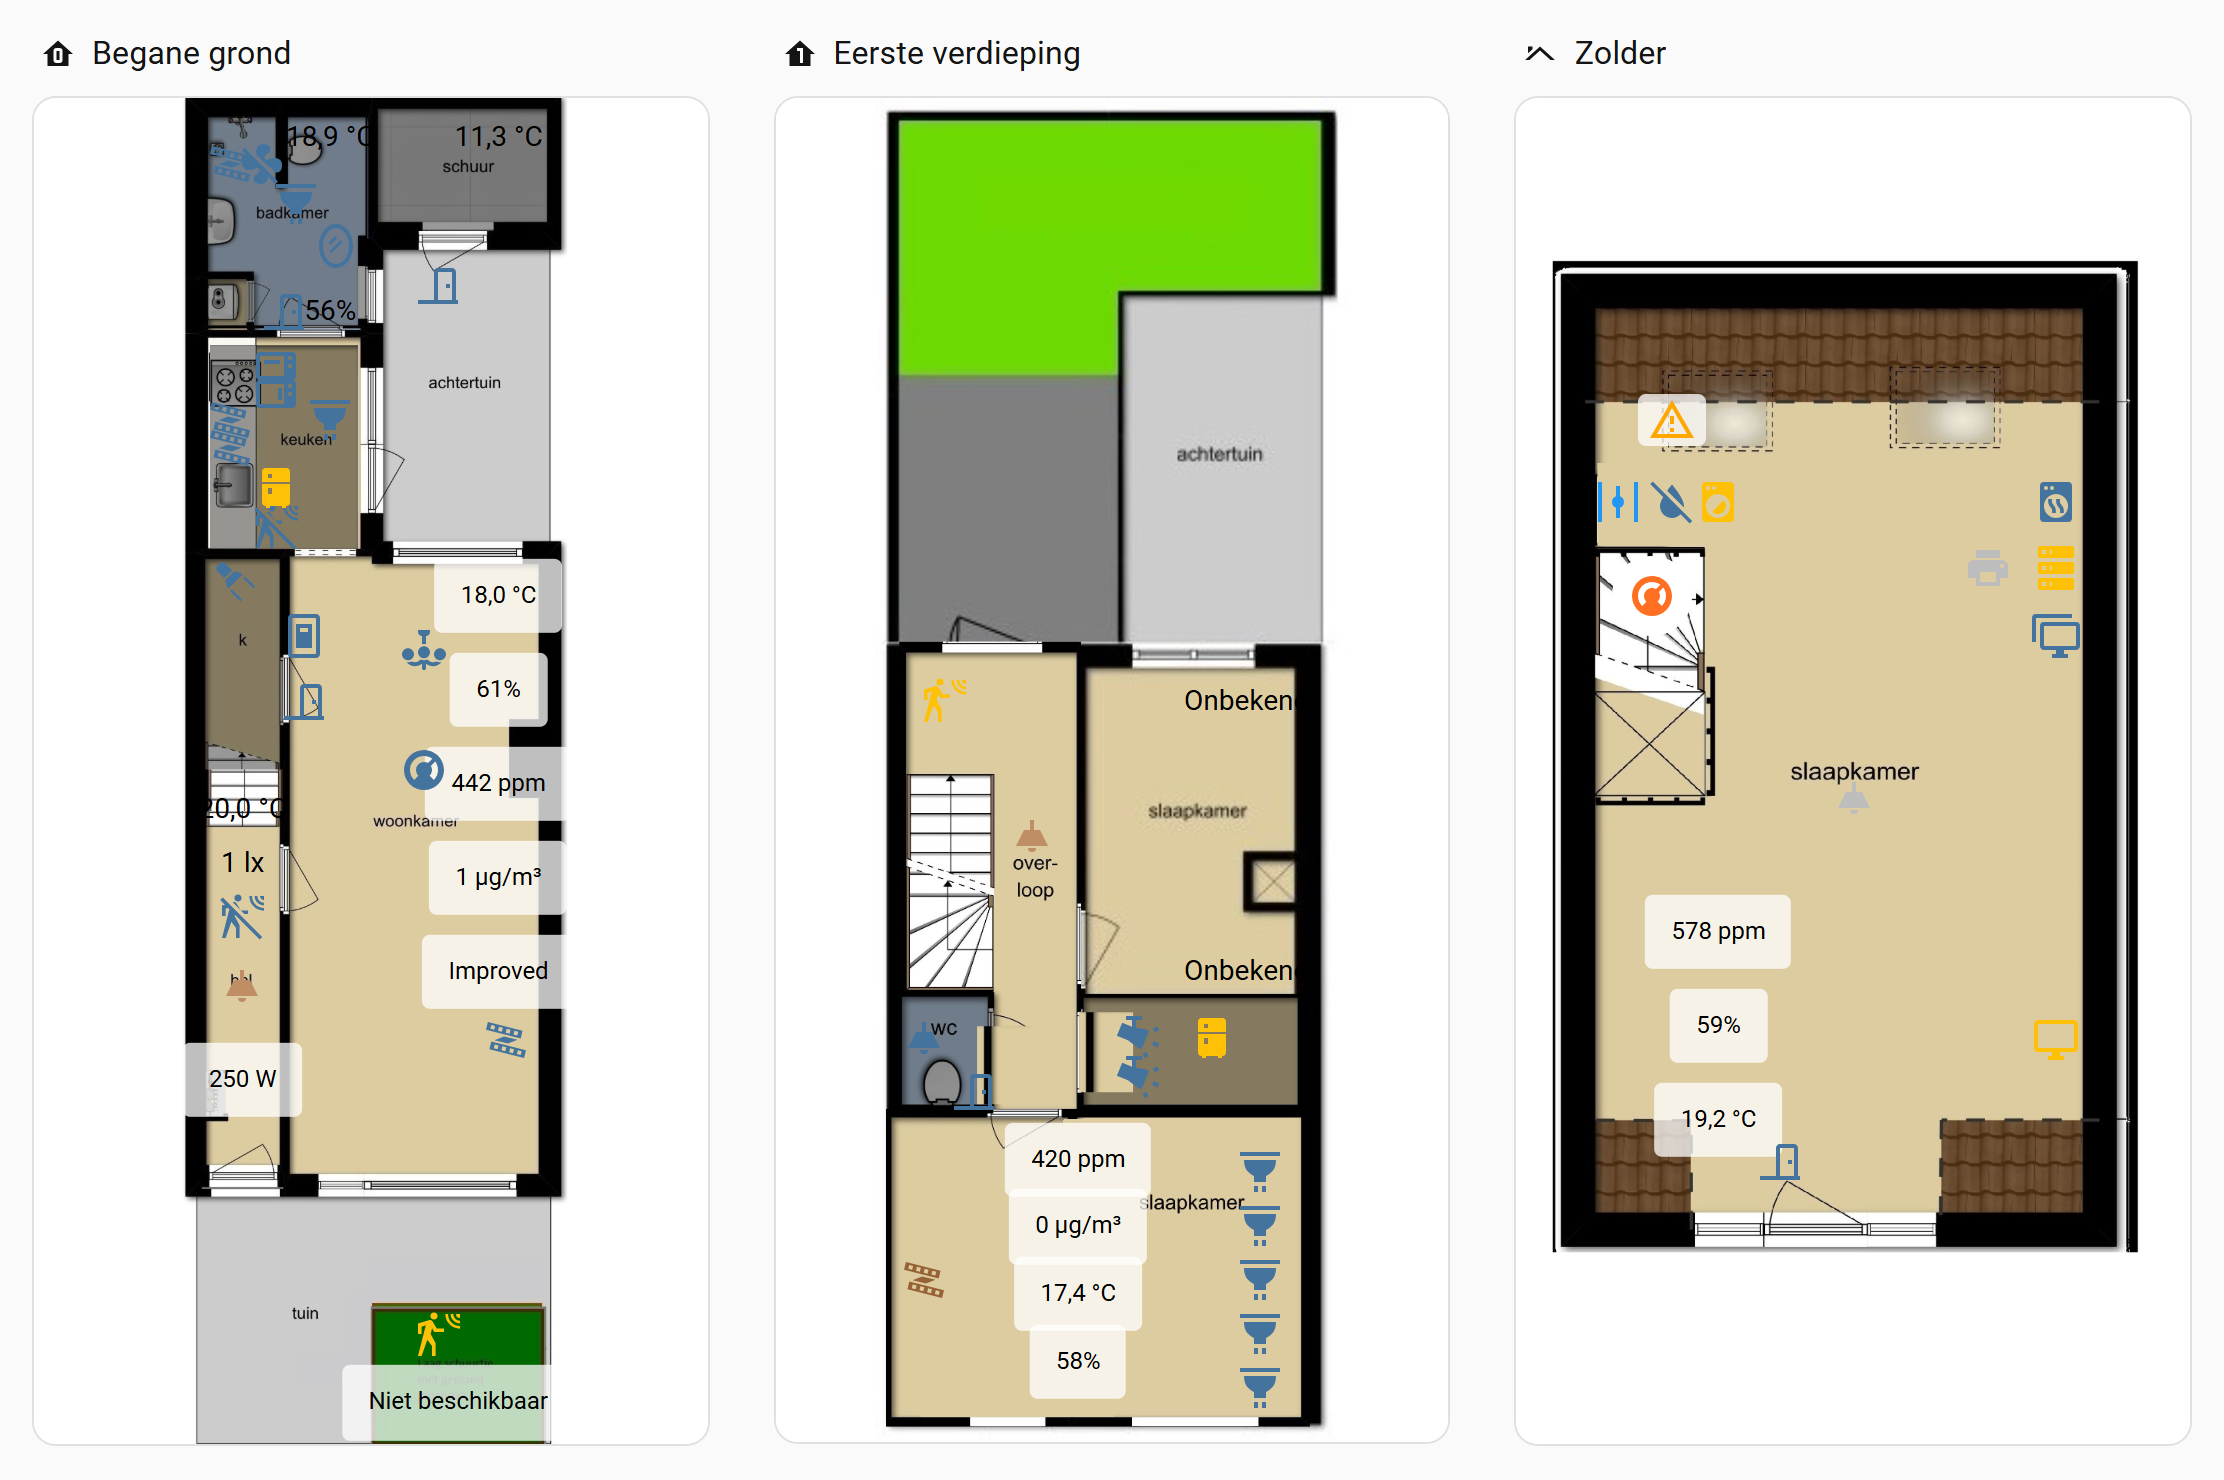 Begane grond
18,9 °C
11,3 °C
schuur
badkamer
56%
achtertuin
keuken
18,0 °C
k
61%
442 ppm
20,0 °C
woonkamer
1 lx
1 µg/m³
Improved
hal
250 W
tuin
Niet beschikbaar
Eerste verdieping
achtertuin
Onbeken
slaapkamer
over-
loop
Onbeken
wc
420 ppm
slaapkamer
0 µg/m³
17,4 °C
58%
Zolder
slaapkamer
578 ppm
59%
19,2 °C